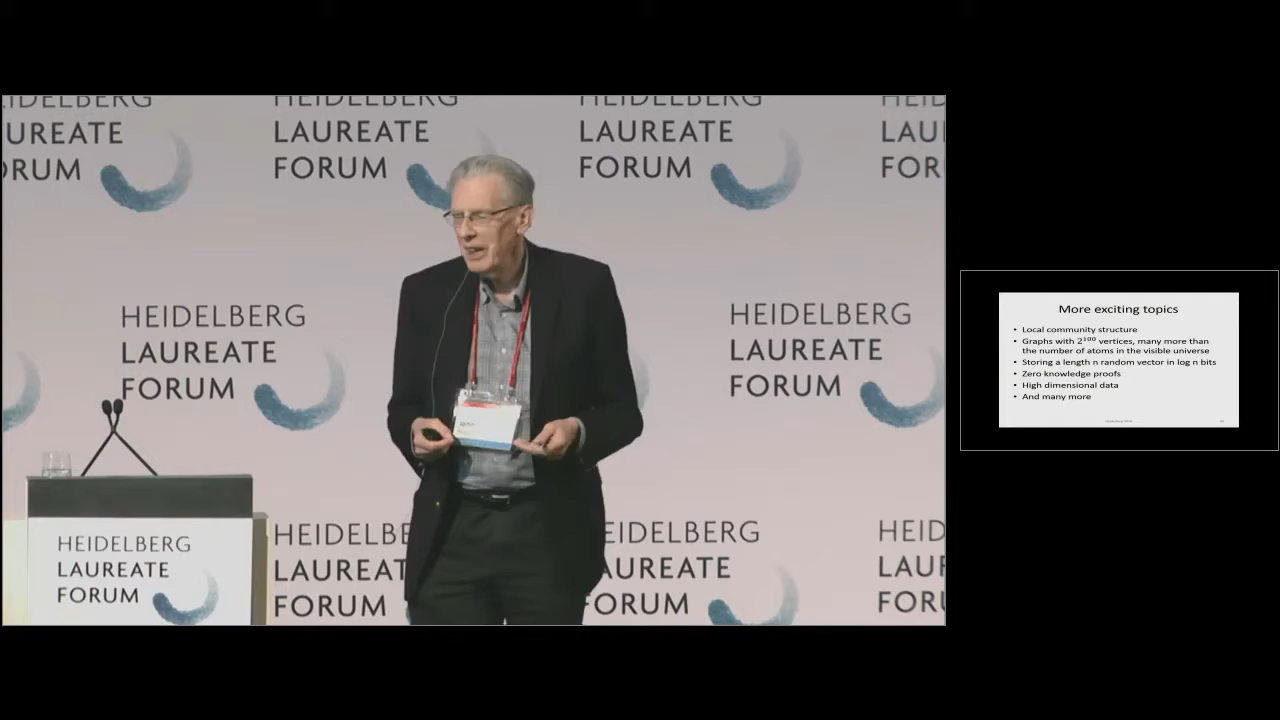 HEIDELBERG
LAUREATE
FORUM
HEIDELBERG
LAUREATE
FORUM
HEIDELBERG
LAUREATE
FORUM
HEIDELBERG
LAUREATE
FORUM
HEIDELBERG
LAUREATE
FORUM
More exciting topics
• Local community structure
• Graphs with 2¹⁰⁰ vertices, many more than
the number of atoms in the visible universe
• Storing a length n random vector in log n bits
• Zero knowledge proofs
• High dimensional data
• And many more